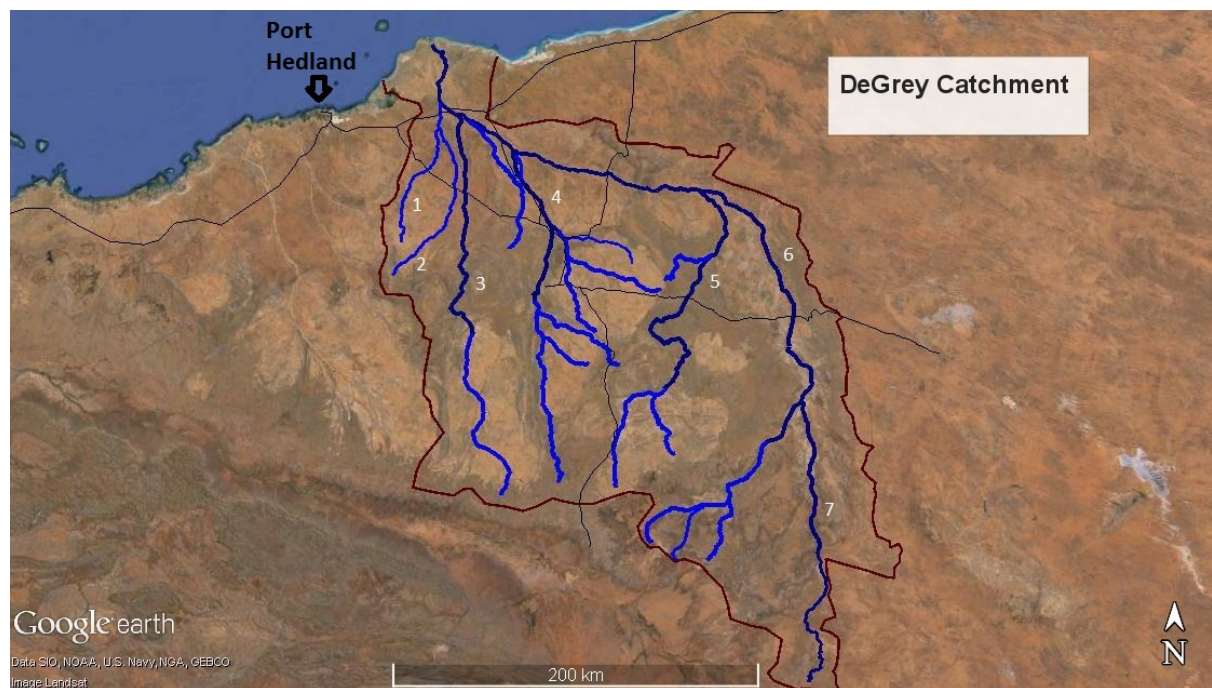 Port
Hedland
DeGrey Catchment
1
2
3
4
5
6
7
Google earth
Data SIO, NOAA, U.S. Navy, NGA, GEBCO
Image Landsat
200 km
N